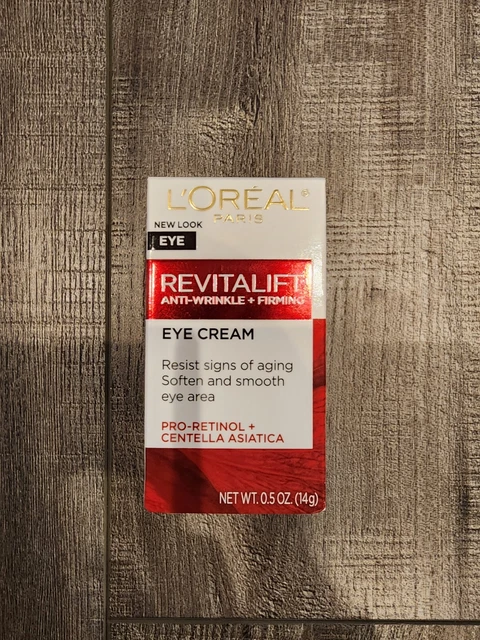 L'ORÉAL®
PARIS
NEW LOOK
EYE
REVITALIFT
ANTI-WRINKLE + FIRMING
EYE CREAM
Resist signs of aging
Soften and smooth
eye area
PRO-RETINOL +
CENTELLA ASIATICA
NET WT. 0.5 OZ. (14g)